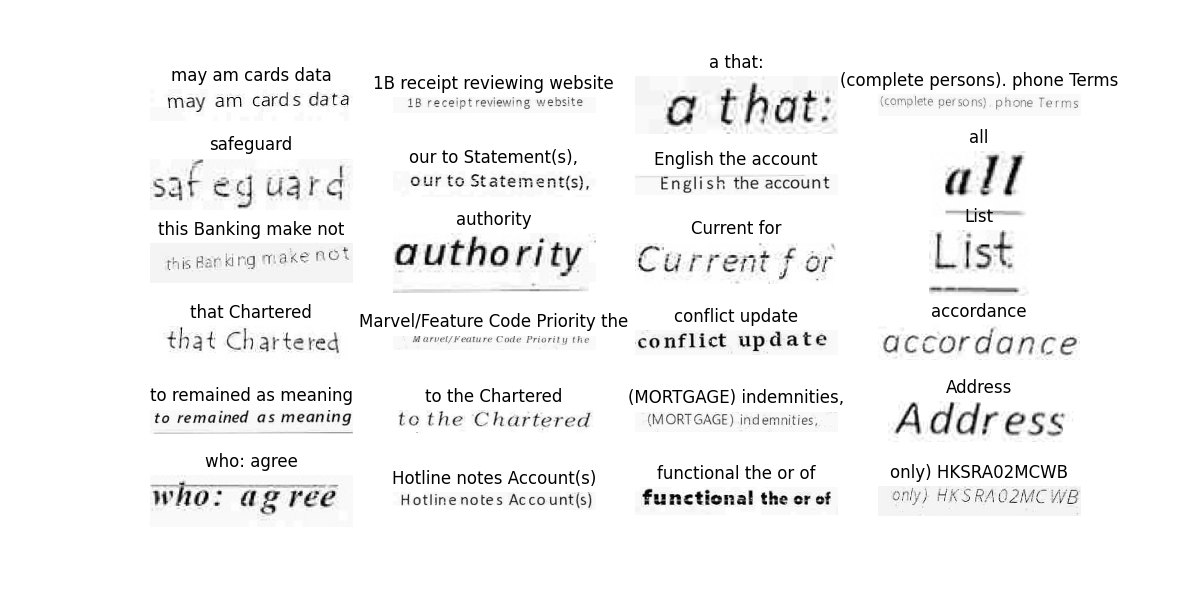 may am cards data
may am cards data
1B receipt reviewing website
1B receipt reviewing website
a that:
a that:
(complete persons). phone Terms
(complete persons). phone Terms
safeguard
safeguard
our to Statement(s),
our to Statement(s),
English the account
English the account
all
all
this Banking make not
this Banking make not
authority
authority
Current for
Current for
List
List
that Chartered
that Chartered
Marvel/Feature Code Priority the
Marvel/Feature Code Priority the
conflict update
conflict update
accordance
accordance
to remained as meaning
to remained as meaning
to the Chartered
to the Chartered
(MORTGAGE) indemnities,
(MORTGAGE) indemnities,
Address
Address
who: agree
who: agree
Hotline notes Account(s)
Hotline notes Account(s)
functional the or of
functional the or of
only) HKSRA02MCWB
only) HKSRA02MCWB